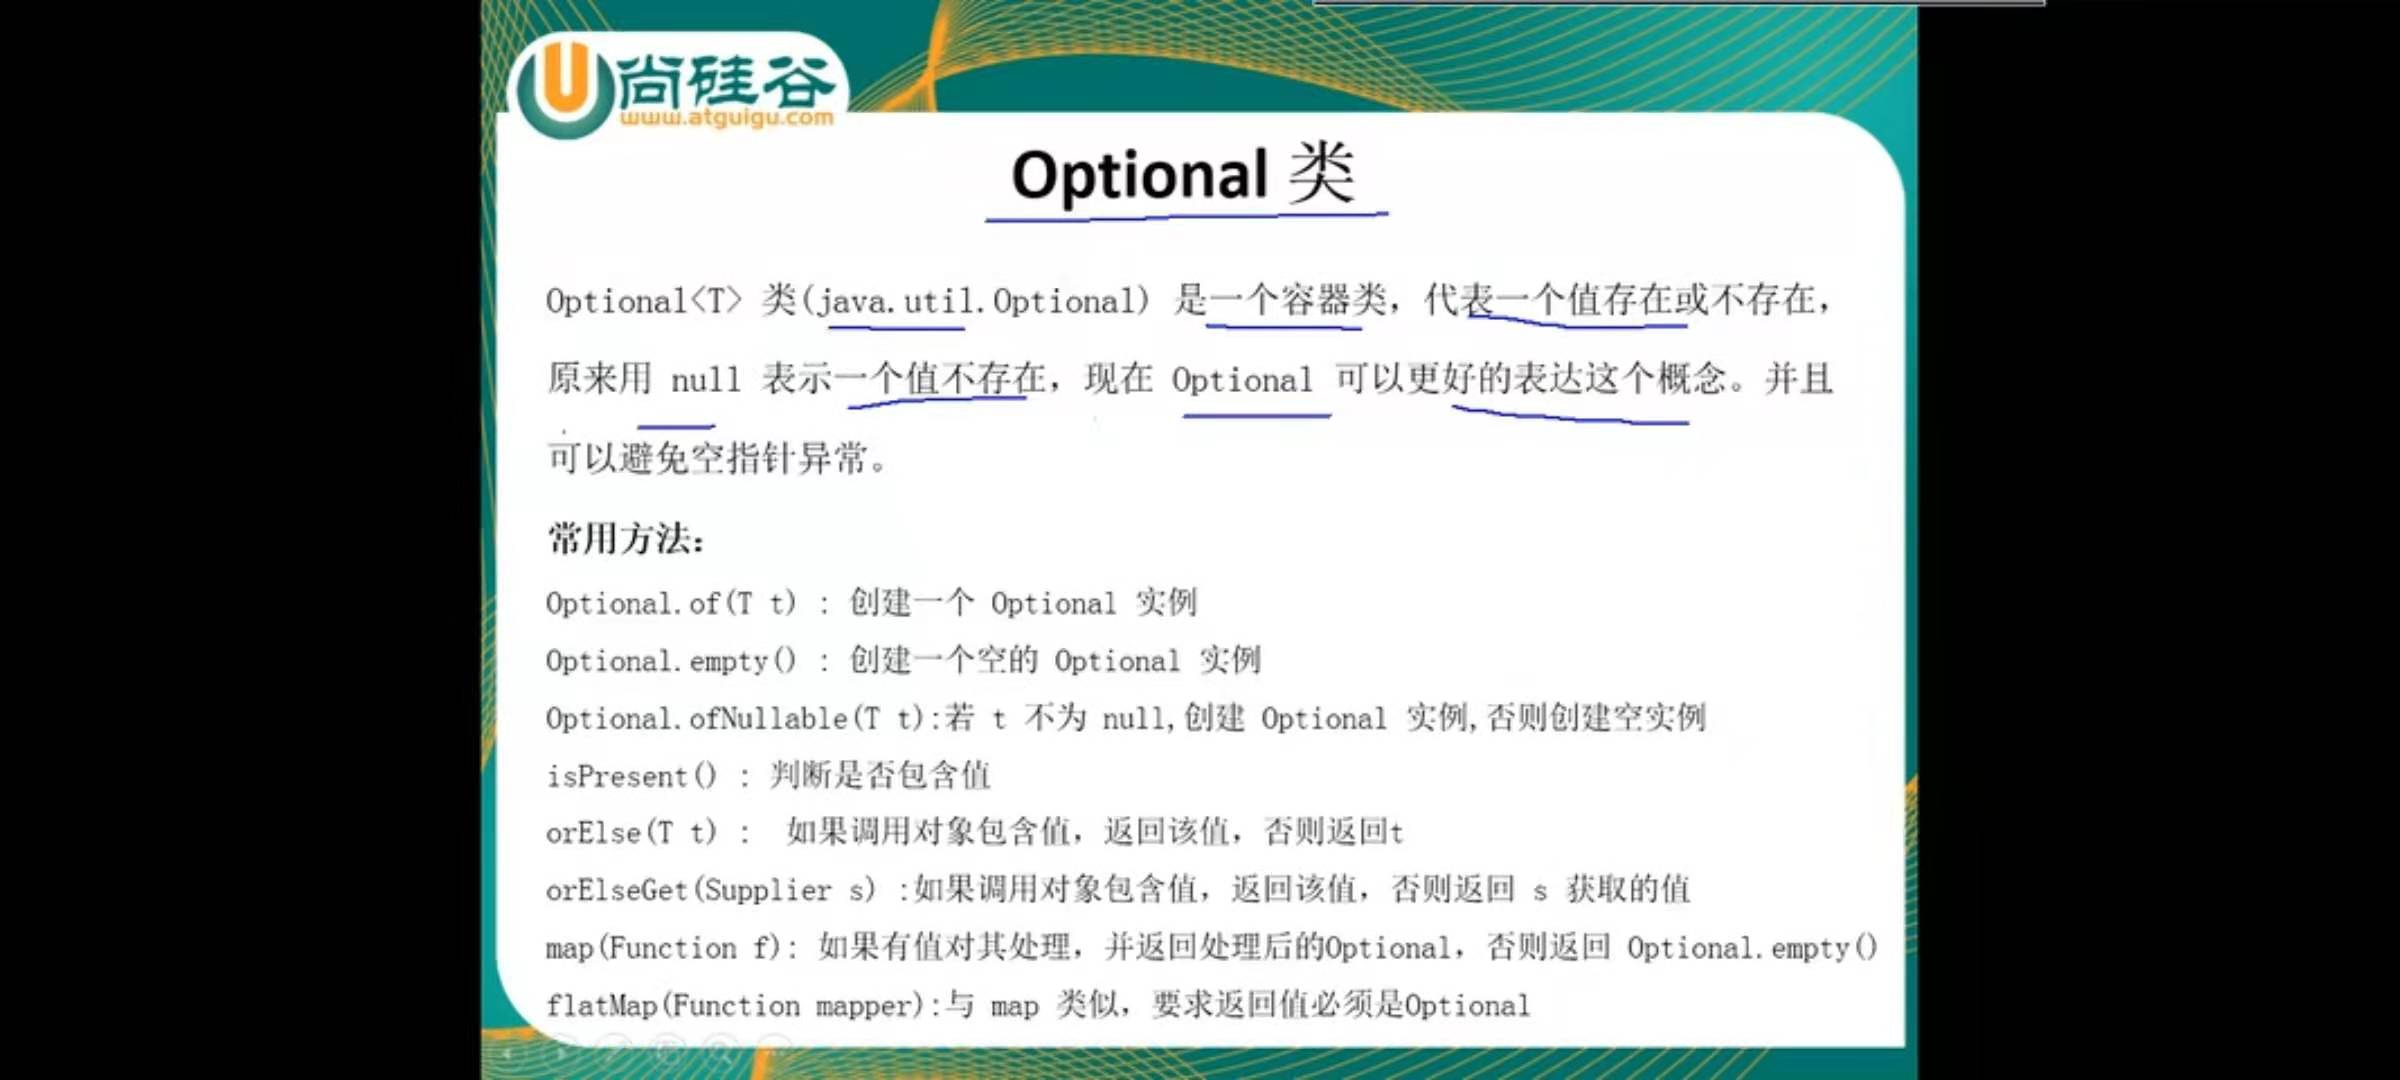 尚硅谷
www.atguigu.com
Optional 类
Optional<T> 类(java.util.Optional) 是一个容器类，代表一个值存在或不存在，
原来用 null 表示一个值不存在，现在 Optional 可以更好的表达这个概念。并且
可以避免空指针异常。
常用方法：
Optional.of(T t) : 创建一个 Optional 实例
Optional.empty() : 创建一个空的 Optional 实例
Optional.ofNullable(T t):若 t 不为 null,创建 Optional 实例,否则创建空实例
isPresent() : 判断是否包含值
orElse(T t) : 如果调用对象包含值，返回该值，否则返回t
orElseGet(Supplier s) :如果调用对象包含值，返回该值，否则返回 s 获取的值
map(Function f): 如果有值对其处理，并返回处理后的Optional，否则返回 Optional.empty()
flatMap(Function mapper):与 map 类似，要求返回值必须是Optional